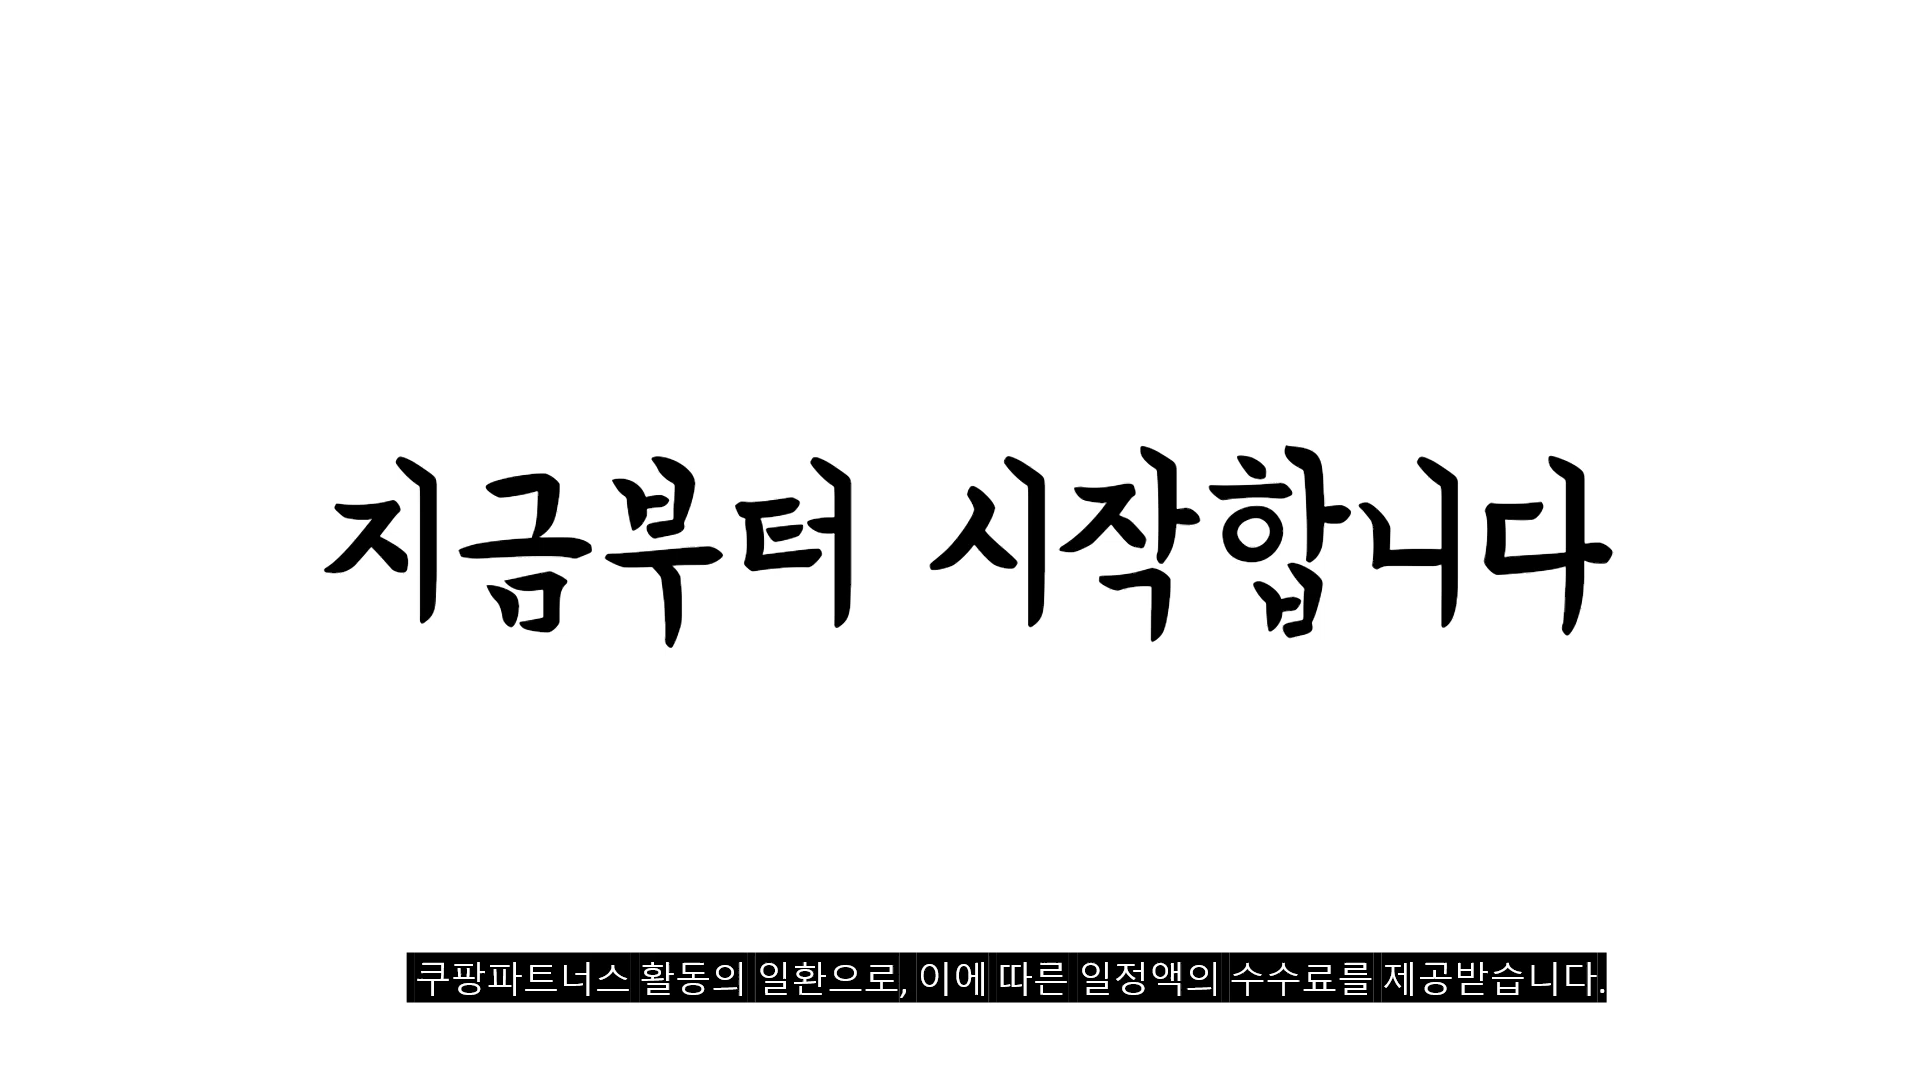 지금부터 시작합니다
쿠팡파트너스 활동의 일환으로, 이에 따른 일정액의 수수료를 제공받습니다.